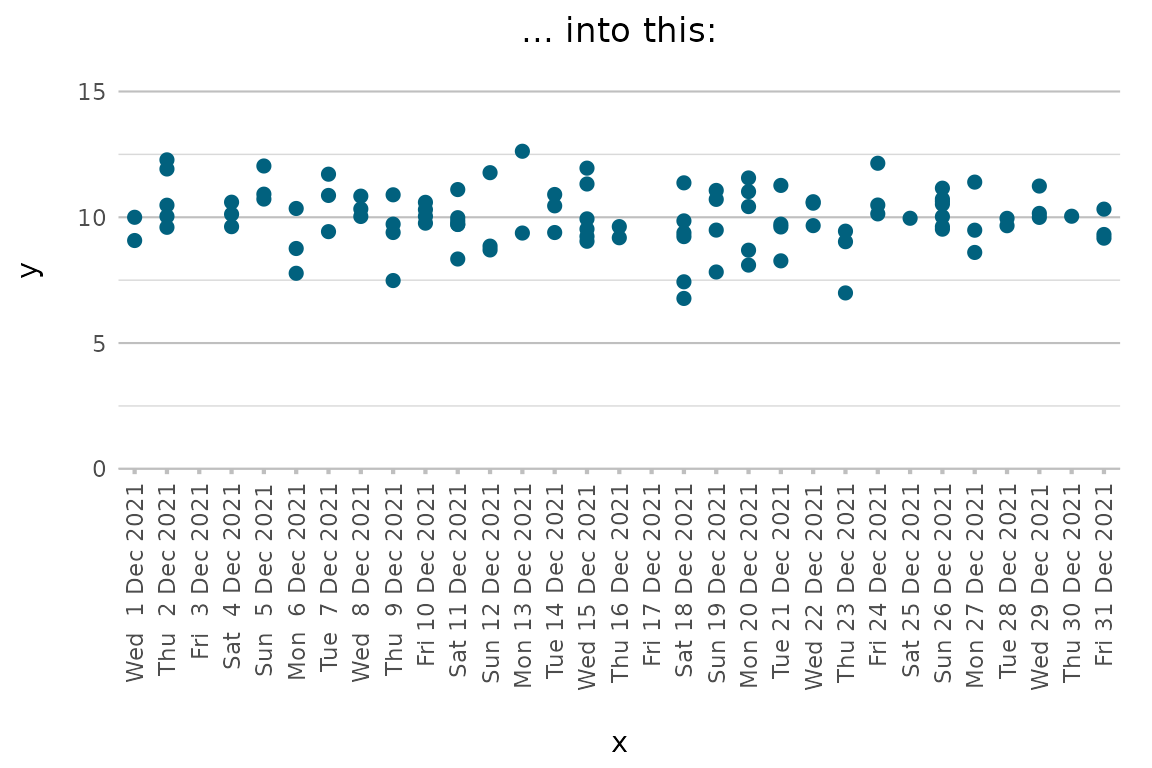 ... into this:
15
10
5
0
y
Wed  1 Dec 2021
Thu  2 Dec 2021
Fri  3 Dec 2021
Sat  4 Dec 2021
Sun  5 Dec 2021
Mon  6 Dec 2021
Tue  7 Dec 2021
Wed  8 Dec 2021
Thu  9 Dec 2021
Fri 10 Dec 2021
Sat 11 Dec 2021
Sun 12 Dec 2021
Mon 13 Dec 2021
Tue 14 Dec 2021
Wed 15 Dec 2021
Thu 16 Dec 2021
Fri 17 Dec 2021
Sat 18 Dec 2021
Sun 19 Dec 2021
Mon 20 Dec 2021
Tue 21 Dec 2021
Wed 22 Dec 2021
Thu 23 Dec 2021
Fri 24 Dec 2021
Sat 25 Dec 2021
Sun 26 Dec 2021
Mon 27 Dec 2021
Tue 28 Dec 2021
Wed 29 Dec 2021
Thu 30 Dec 2021
Fri 31 Dec 2021
x